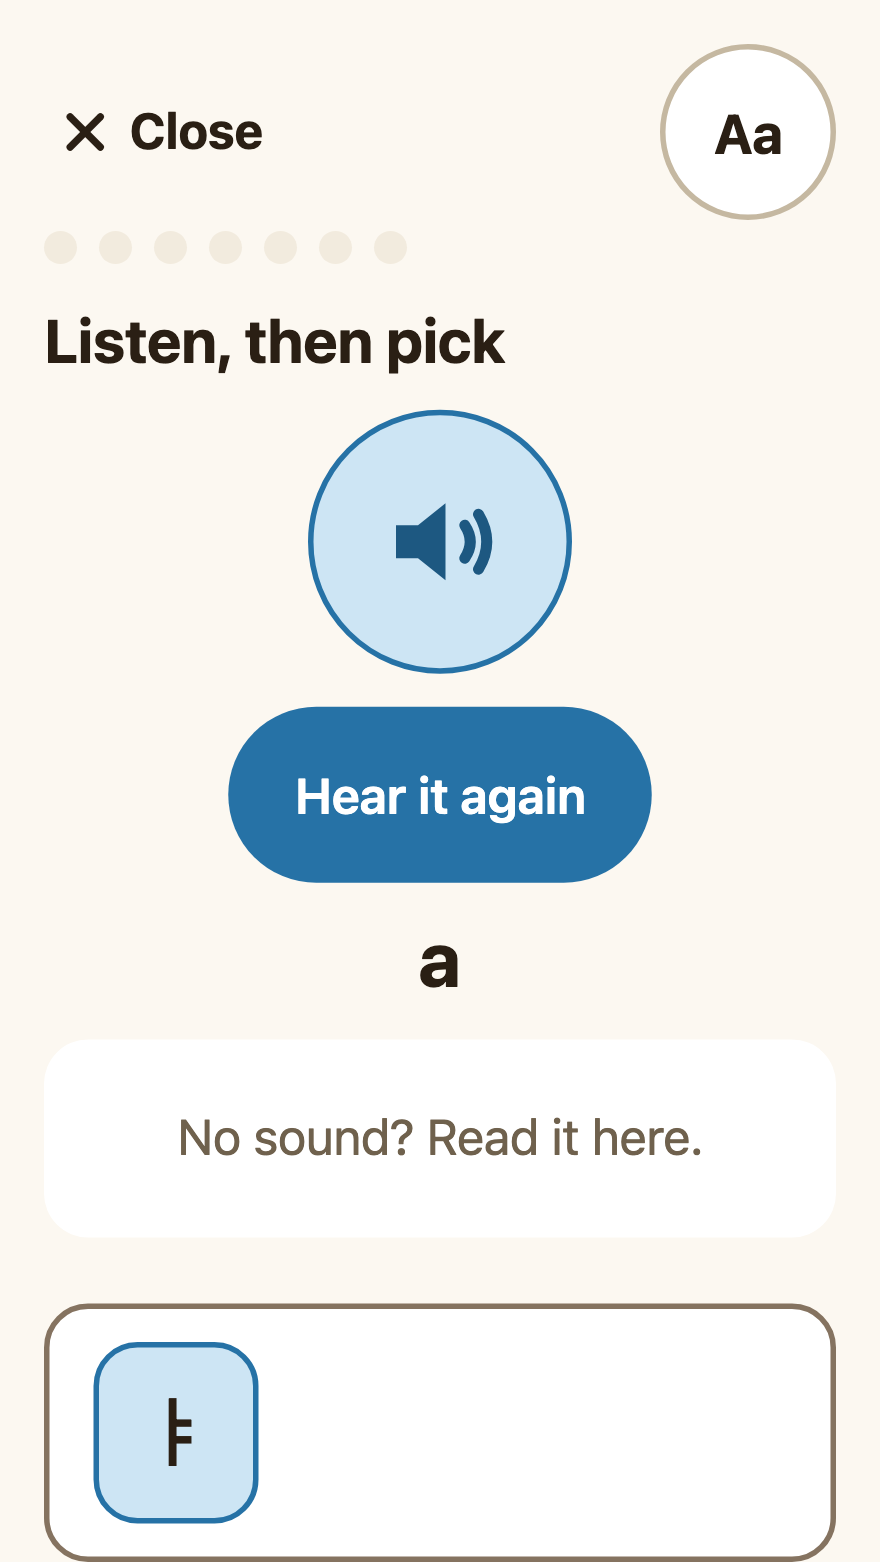 Close
Aa
Listen, then pick
Hear it again
a
No sound? Read it here.
ㅑ